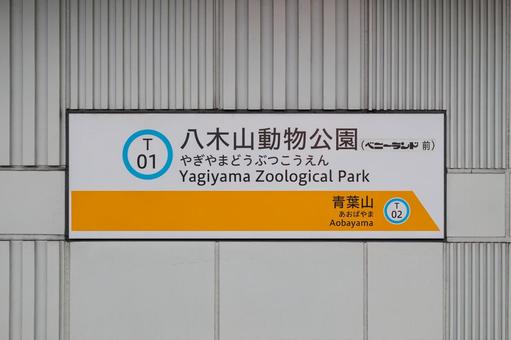 T
01
八木山動物公園(ベニーランド 前)
やぎやまどうぶつこうえん
Yagiyama Zoological Park
青葉山
あおばやま
Aobayama
T
02